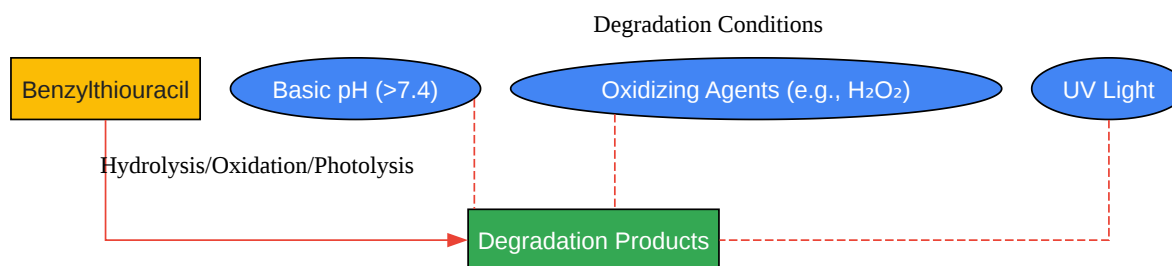 Degradation Conditions
Benzylthiouracil
Basic pH (>7.4)
Oxidizing Agents (e.g., H₂O₂)
UV Light
Hydrolysis/Oxidation/Photolysis
Degradation Products